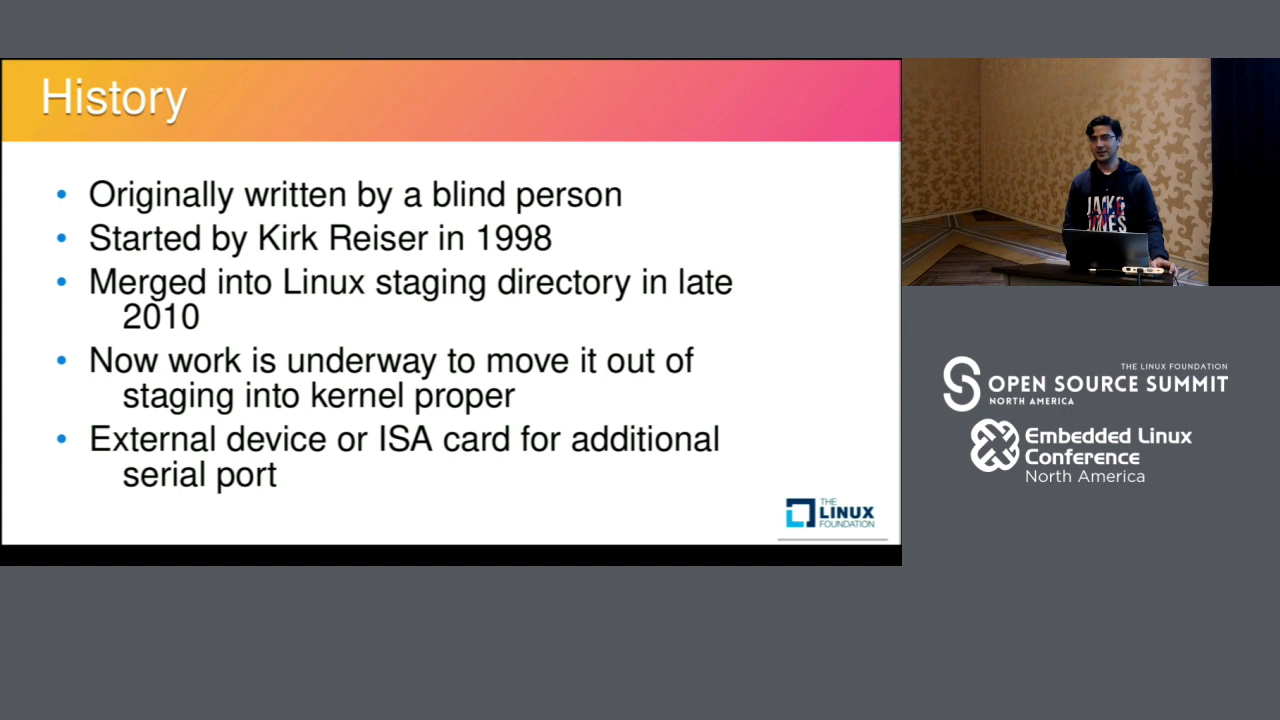 History
• Originally written by a blind person
• Started by Kirk Reiser in 1998
• Merged into Linux staging directory in late
2010
• Now work is underway to move it out of
staging into kernel proper
• External device or ISA card for additional
serial port
THE
LINUX
FOUNDATION
JACK
JONES
THE LINUX FOUNDATION
OPEN SOURCE SUMMIT
NORTH AMERICA
Embedded Linux
Conference
North America